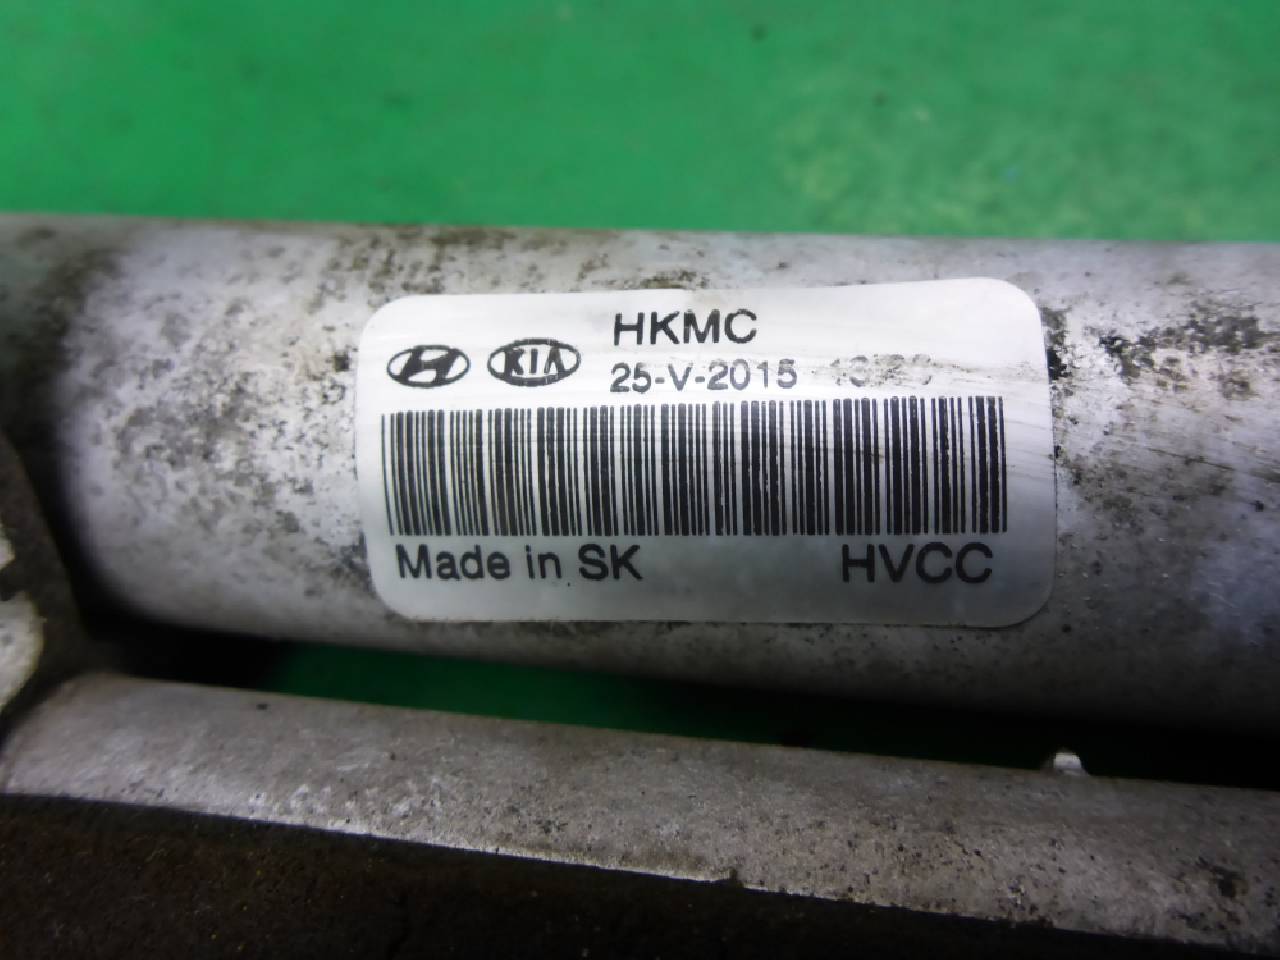 HKMC
KIA
25-V-2015
Made in SK
HVCC